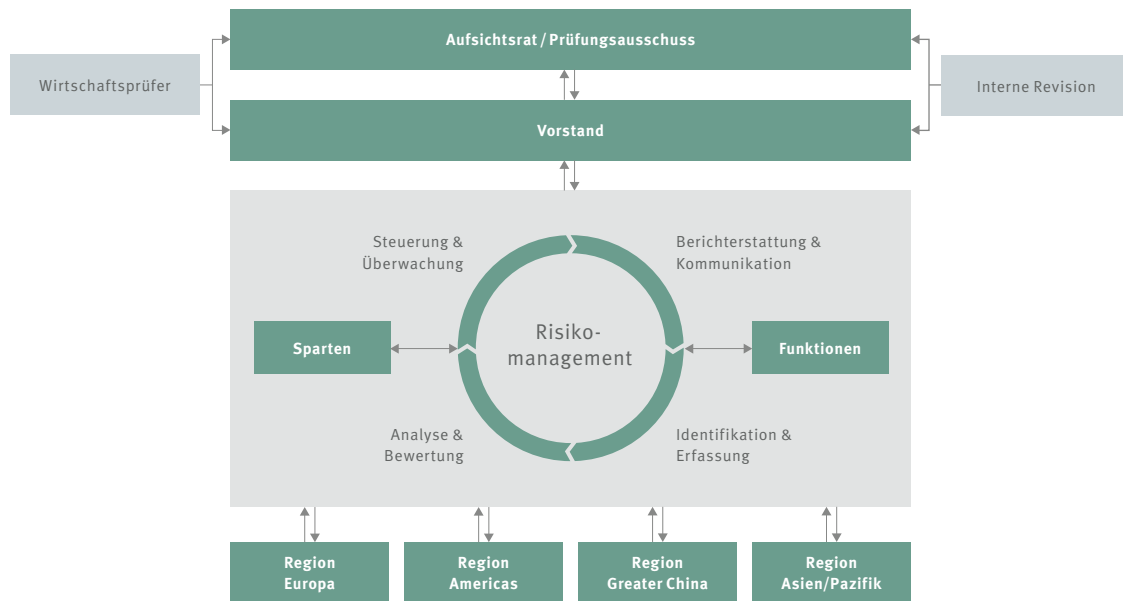 Aufsichtsrat / Prüfungsausschuss
Wirtschaftsprüfer
Interne Revision
Vorstand
Steuerung &
Überwachung
Berichterstattung &
Kommunikation
Sparten
Risiko-
management
Funktionen
Analyse &
Bewertung
Identifikation &
Erfassung
Region
Europa
Region
Americas
Region
Greater China
Region
Asien/Pazifik